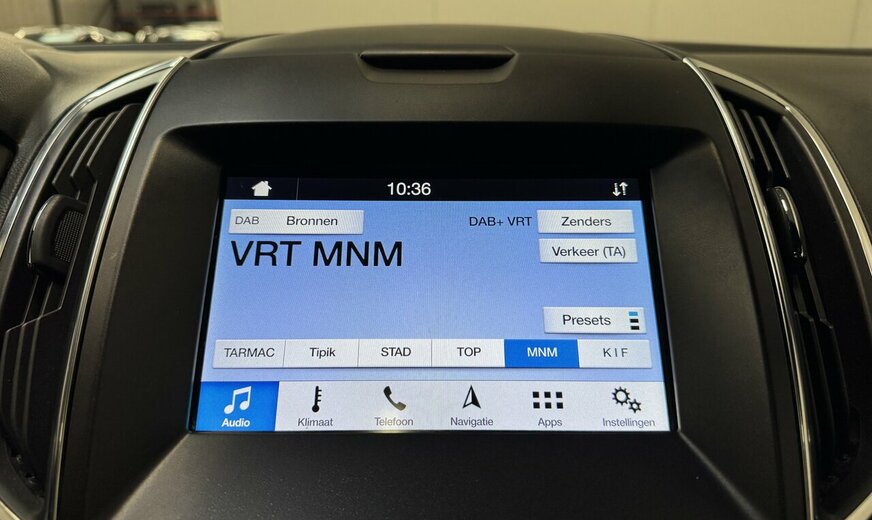 10:36
DAB Bronnen
DAB+ VRT Zenders
VRT MNM
Verkeer (TA)
Presets
TARMAC Tipik STAD TOP MNM K I F
Audio Klimaat Telefoon Navigatie Apps Instellingen